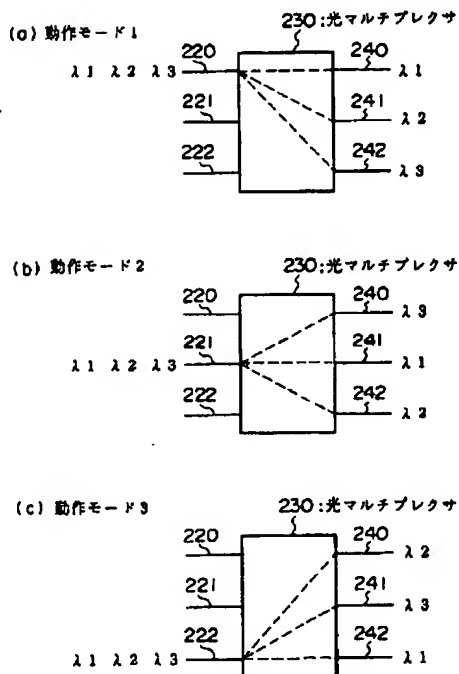 (a) 動作モード1
230:光マルチプレクサ
220
240
λ1 λ2 λ3
λ1
221
241
λ2
222
242
λ3
(b) 動作モード2
230:光マルチプレクサ
220
240
λ3
221
241
λ1 λ2 λ3
λ1
222
242
λ2
(c) 動作モード3
230:光マルチプレクサ
220
240
λ2
221
241
λ3
222
242
λ1 λ2 λ3
λ1